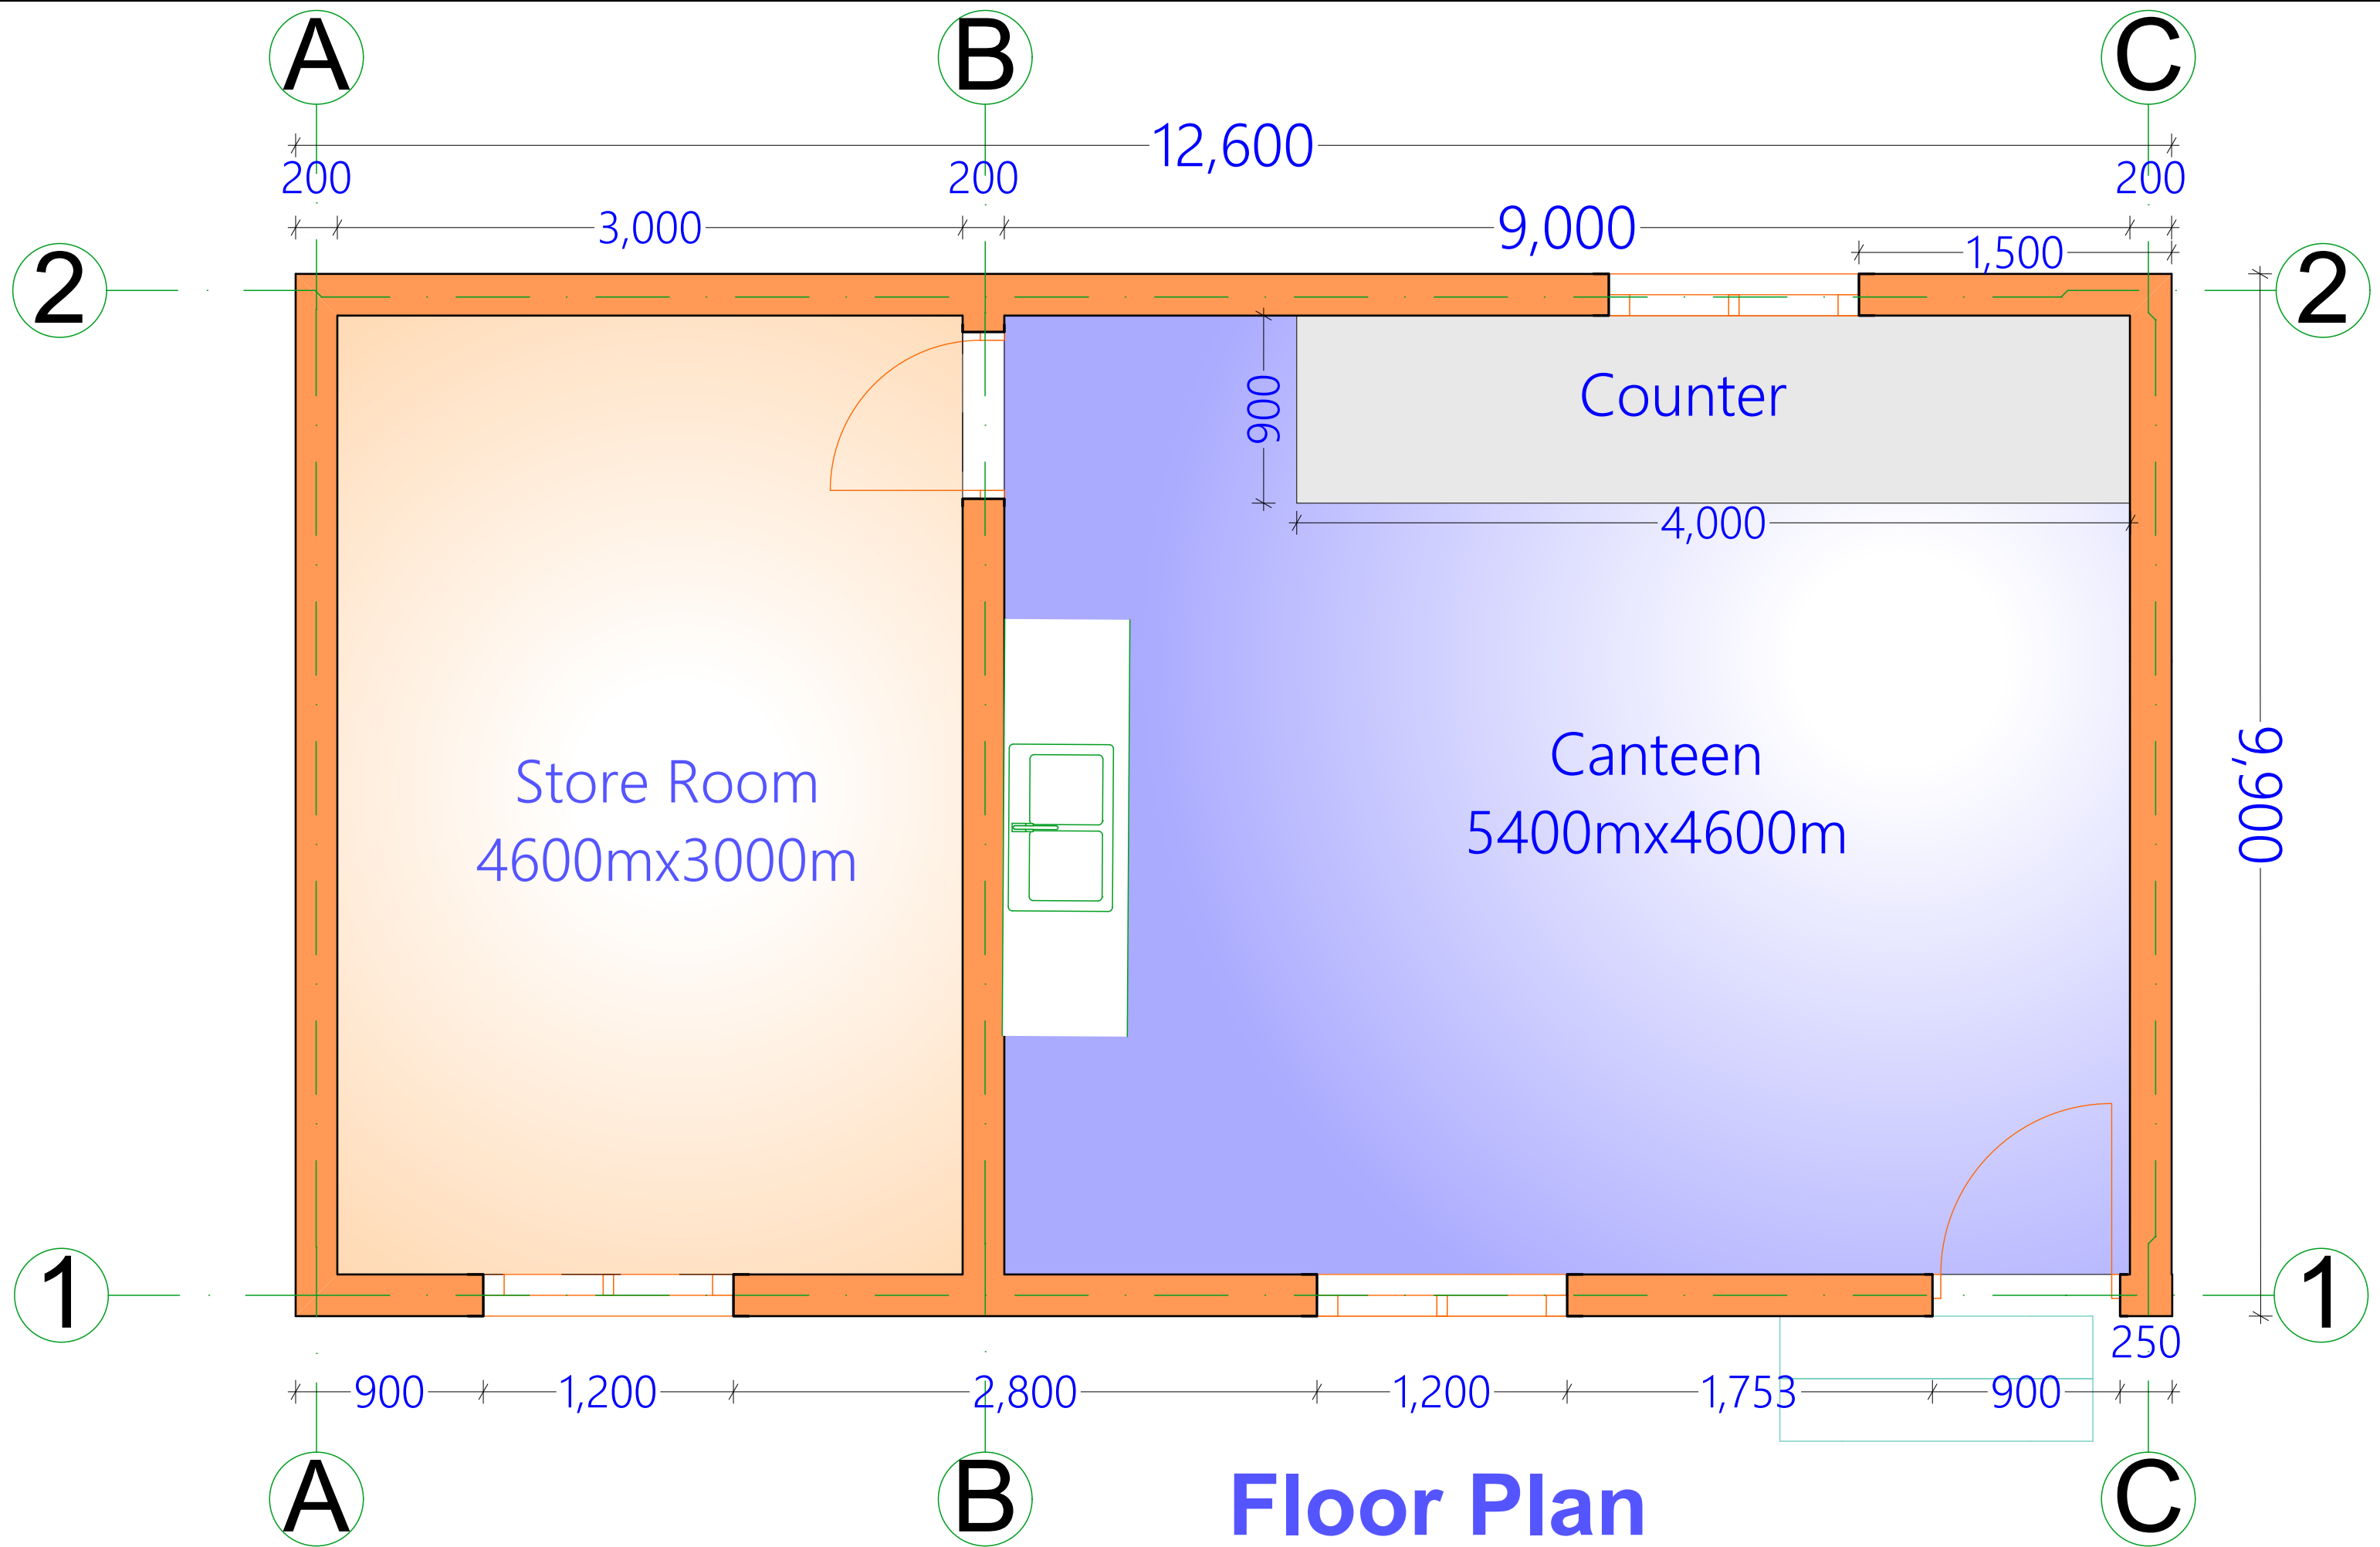 A B C
12,600
200 200 200
3,000 9,000
1,500
2 2
Counter
900
4,000
Canteen
5400mx4600m
Store Room
4600mx3000m
9,900
1 1
250
900 1,200 2,800 1,200 1,753 900
A B C
Floor Plan